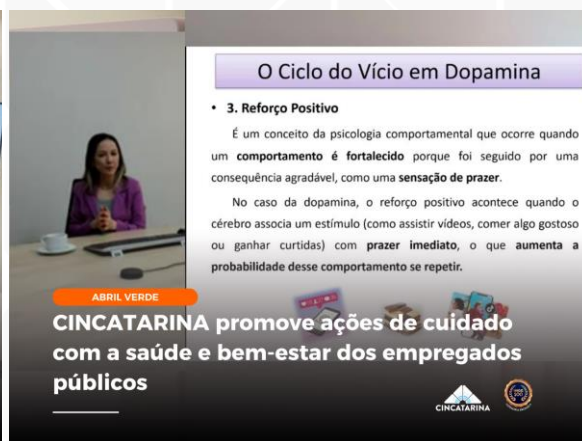 O Ciclo do Vício em Dopamina
• 3. Reforço Positivo
É um conceito da psicologia comportamental que ocorre quando
um comportamento é fortalecido porque foi seguido por uma
consequência agradável, como uma sensação de prazer.
No caso da dopamina, o reforço positivo acontece quando o
cérebro associa um estímulo (como assistir vídeos, comer algo gostoso
ou ganhar curtidas) com prazer imediato, o que aumenta a
probabilidade desse comportamento se repetir.
ABRIL VERDE
CINCATARINA promove ações de cuidado
com a saúde e bem-estar dos empregados
públicos
CINCATARINA